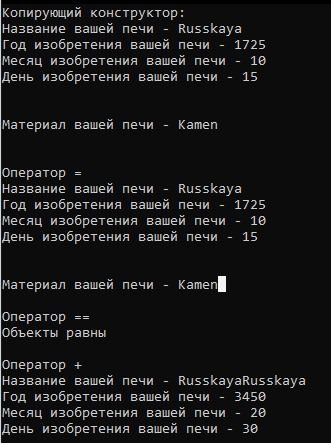 Копирующий конструктор:
Название вашей печи - Russkaya
Год изобретения вашей печи - 1725
Месяц изобретения вашей печи - 10
День изобретения вашей печи - 15
Материал вашей печи - Kamen
Оператор =
Название вашей печи - Russkaya
Год изобретения вашей печи - 1725
Месяц изобретения вашей печи - 10
День изобретения вашей печи - 15
Материал вашей печи - Kamen
Оператор ==
Объекты равны
Оператор +
Название вашей печи - RusskayaRusskaya
Год изобретения вашей печи - 3450
Месяц изобретения вашей печи - 20
День изобретения вашей печи - 30